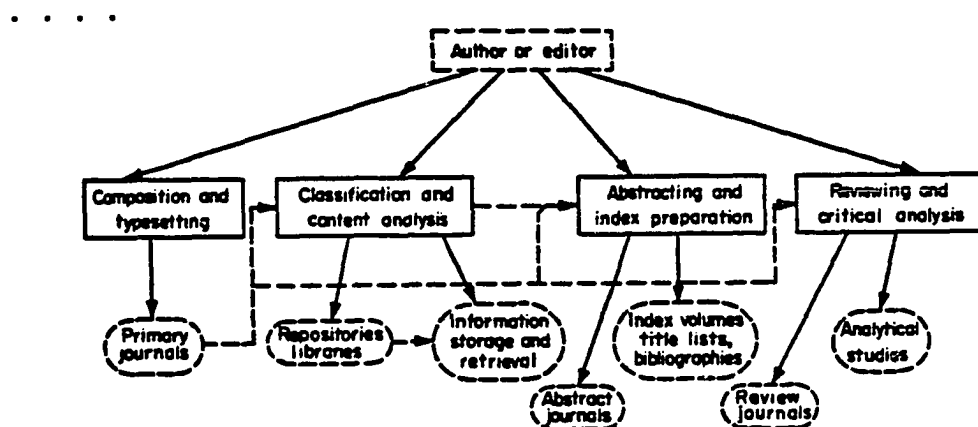 Author or editor
Composition and
typesetting
Classification and
content analysis
Abstracting and
index preparation
Reviewing and
critical analysis
Primary
journals
Repositories
libraries
Information
storage and
retrieval
Index volumes
title lists,
bibliographies
Analytical
studies
Abstract
journals
Review
journals